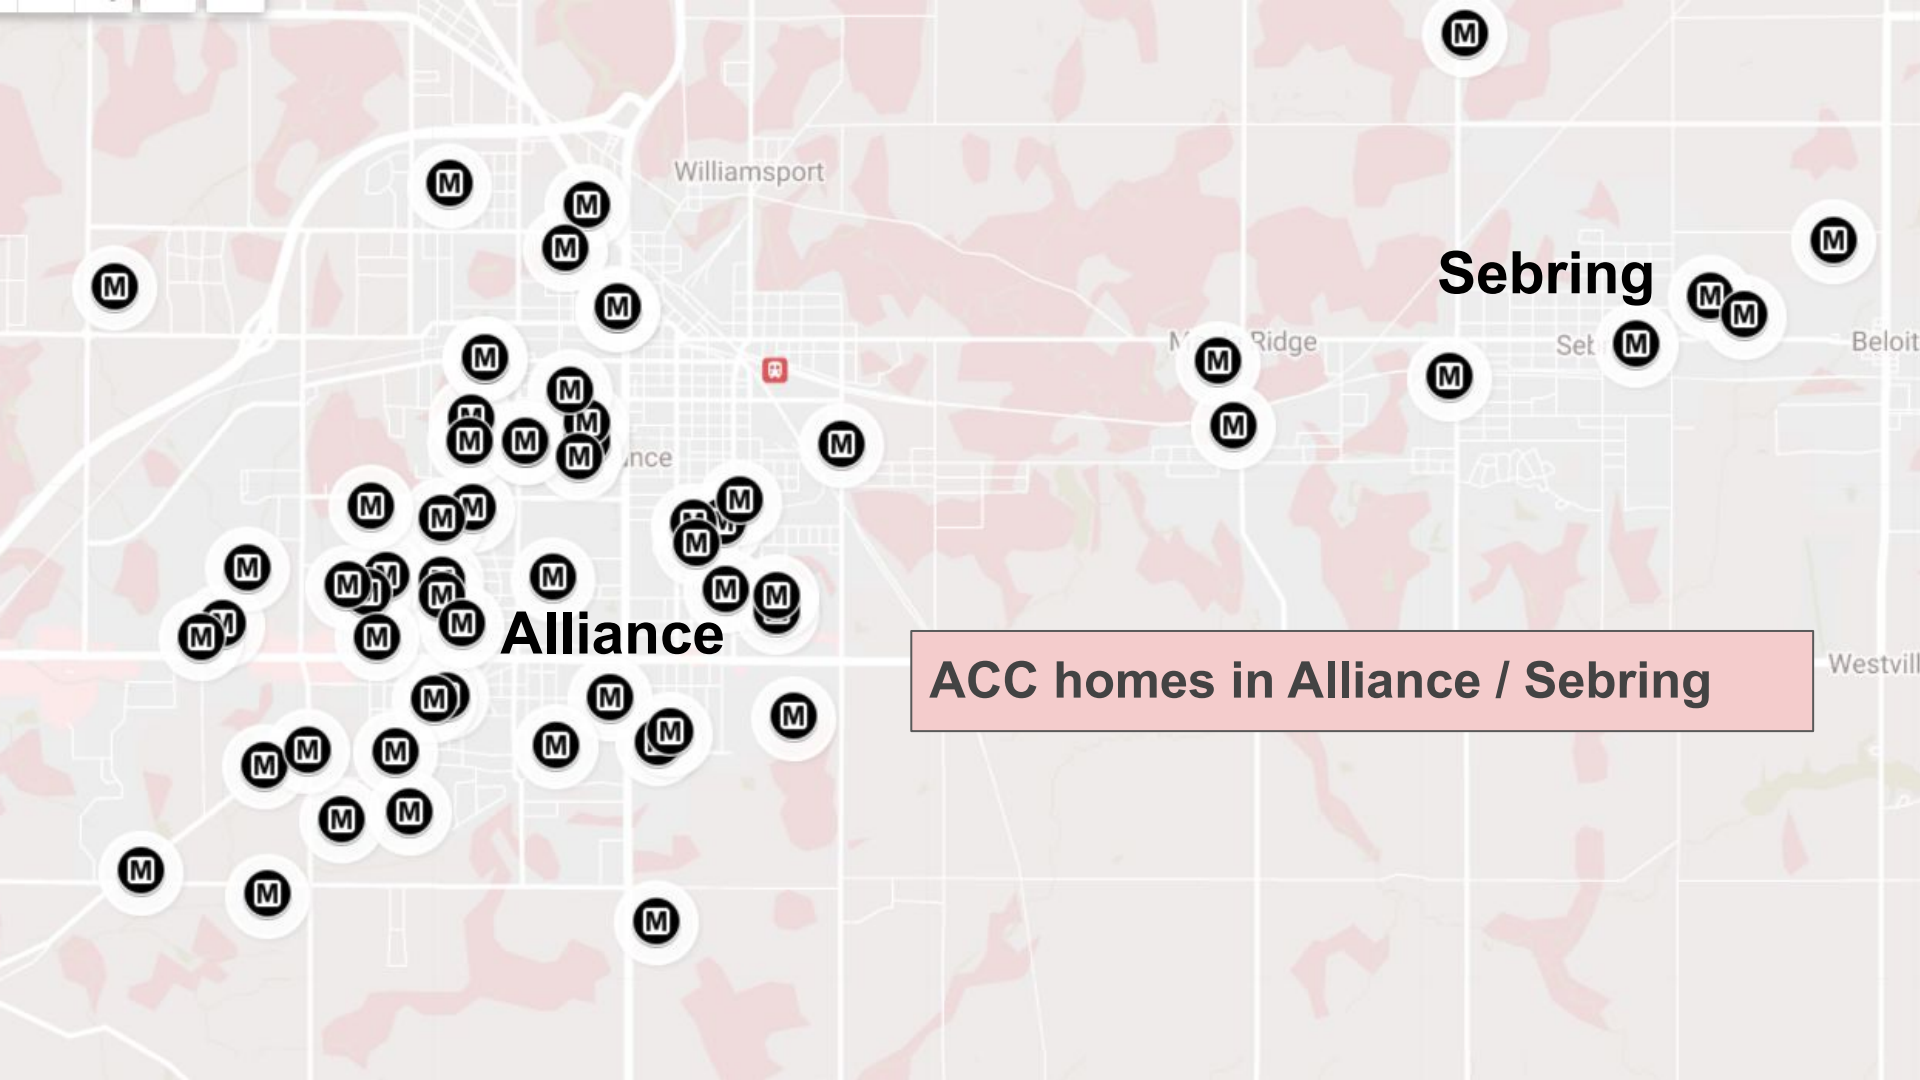 Williamsport
Sebring
Ridge
Beloit
Alliance
ACC homes in Alliance / Sebring